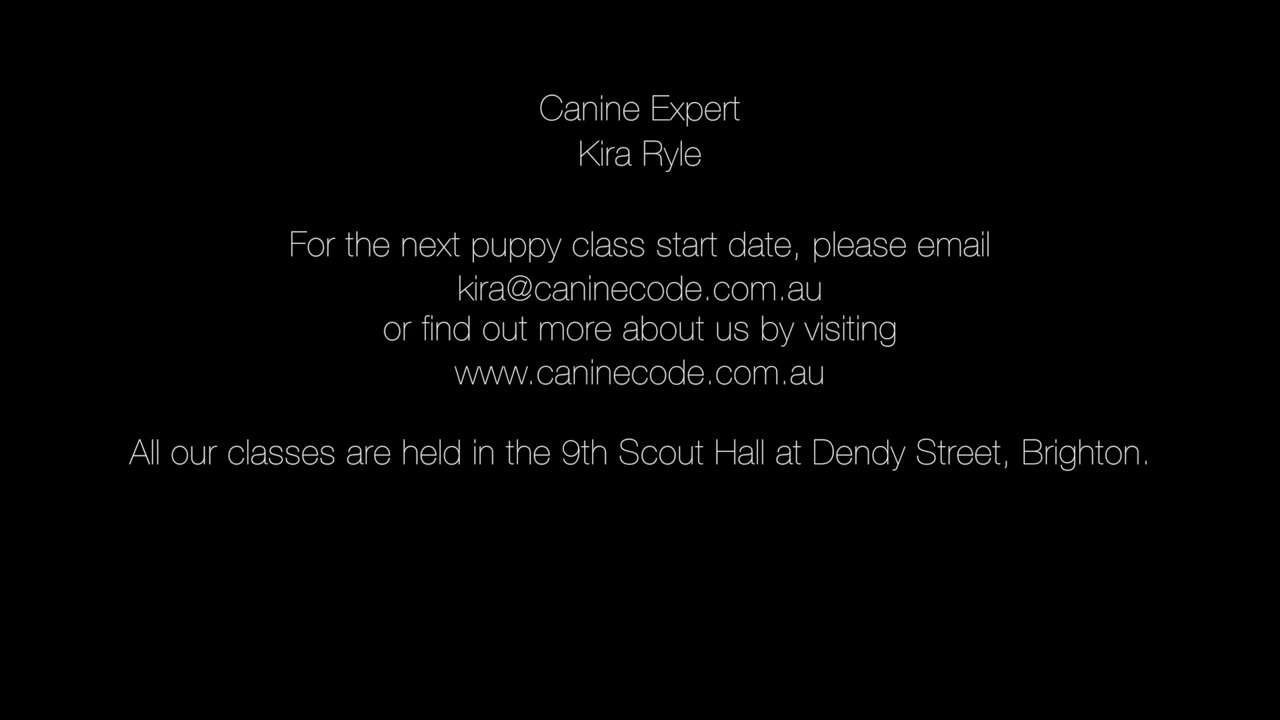 Canine Expert
Kira Ryle
For the next puppy class start date, please email
kira@caninecode.com.au
or find out more about us by visiting
www.caninecode.com.au
All our classes are held in the 9th Scout Hall at Dendy Street, Brighton.